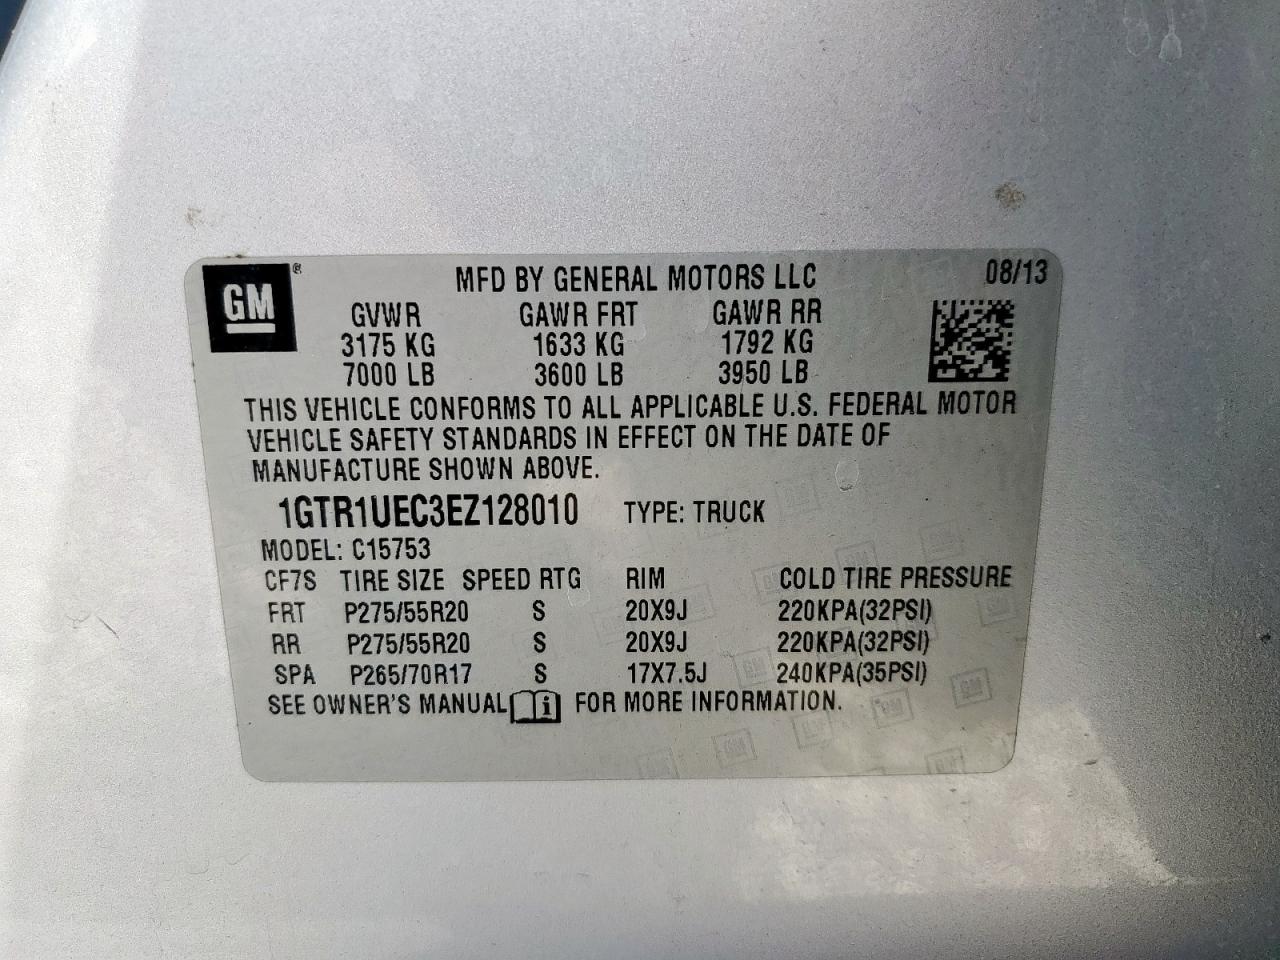 GM® MFD BY GENERAL MOTORS LLC 08/13
GVWR GAWR FRT GAWR RR
3175 KG 1633 KG 1792 KG
7000 LB 3600 LB 3950 LB
THIS VEHICLE CONFORMS TO ALL APPLICABLE U.S. FEDERAL MOTOR
VEHICLE SAFETY STANDARDS IN EFFECT ON THE DATE OF
MANUFACTURE SHOWN ABOVE.
1GTR1UEC3EZ128010 TYPE: TRUCK
MODEL: C15753
CF7S TIRE SIZE SPEED RTG RIM COLD TIRE PRESSURE
FRT P275/55R20 S 20X9J 220KPA(32PSI)
RR P275/55R20 S 20X9J 220KPA(32PSI)
SPA P265/70R17 S 17X7.5J 240KPA(35PSI)
SEE OWNER'S MANUAL i FOR MORE INFORMATION.